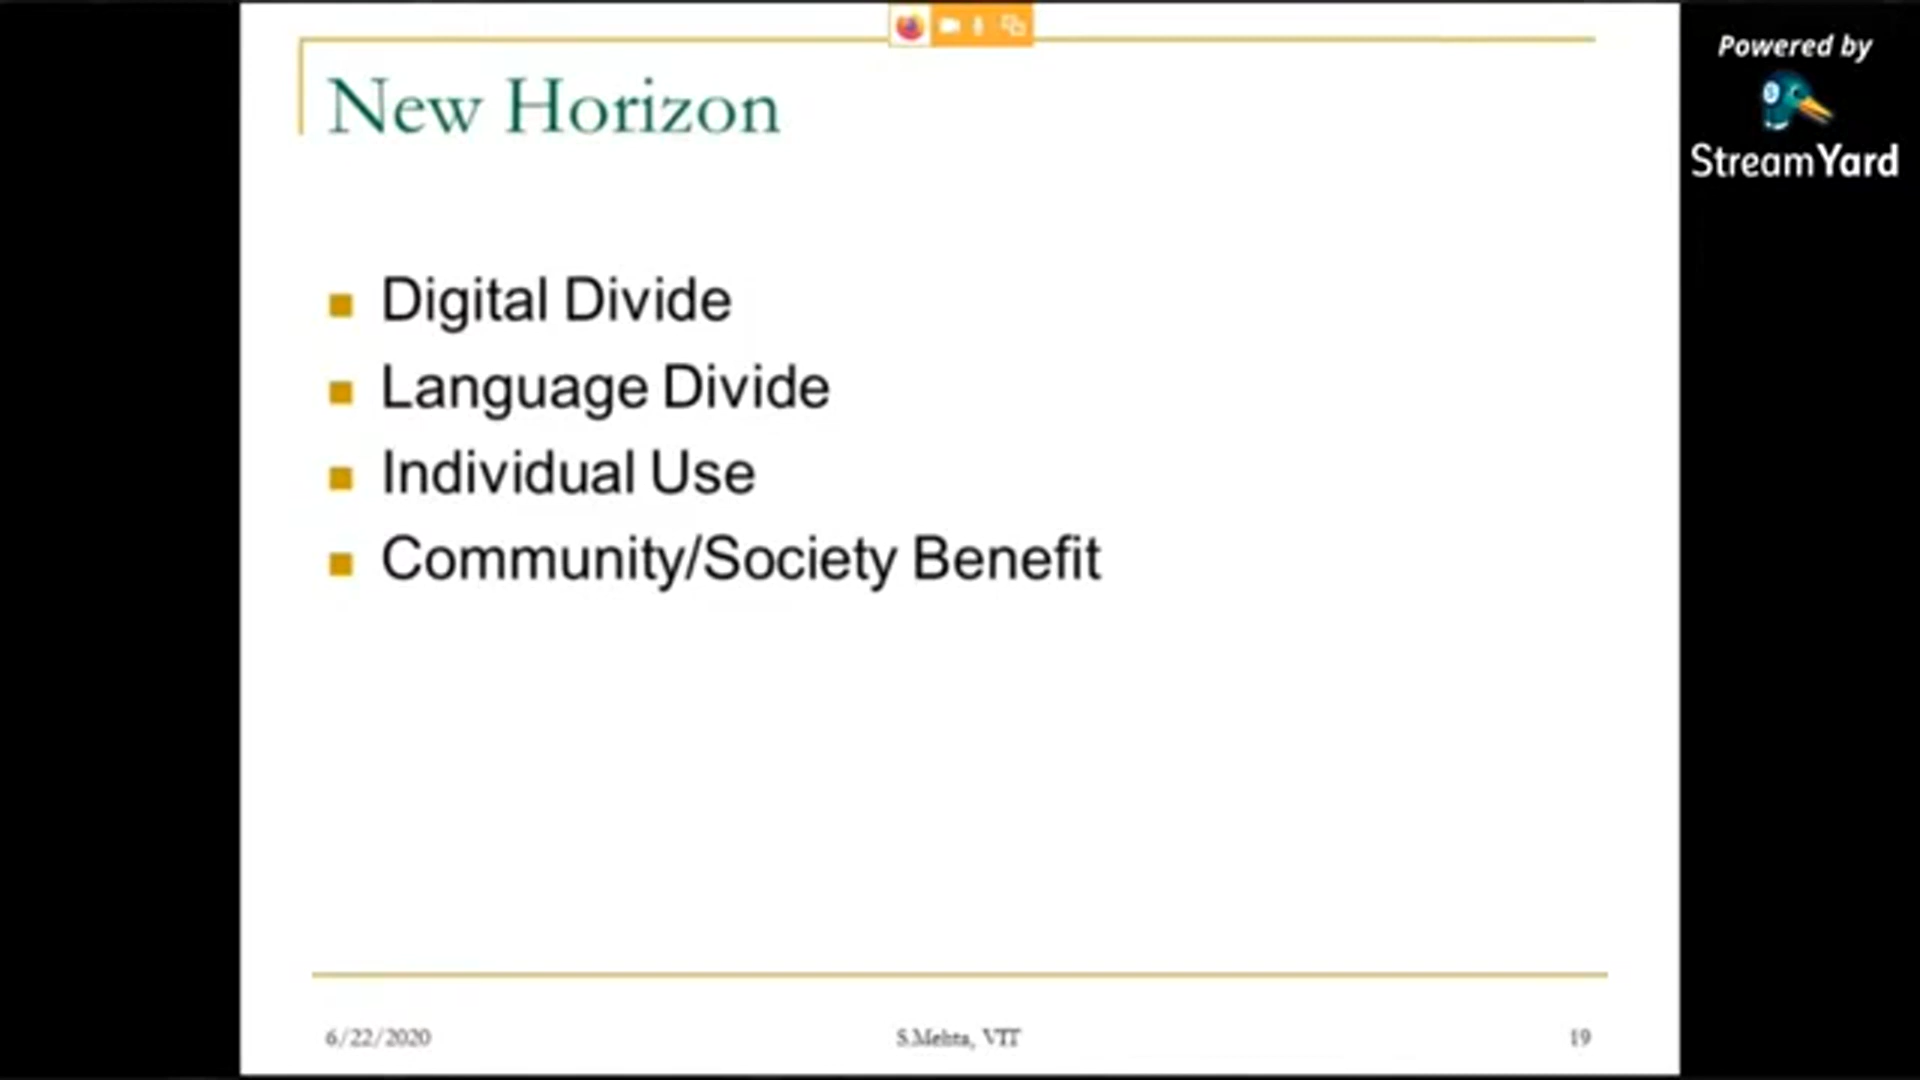 Powered by
StreamYard
New Horizon
Digital Divide
Language Divide
Individual Use
Community/Society Benefit
6/22/2020
S.Mehta, VIT
19